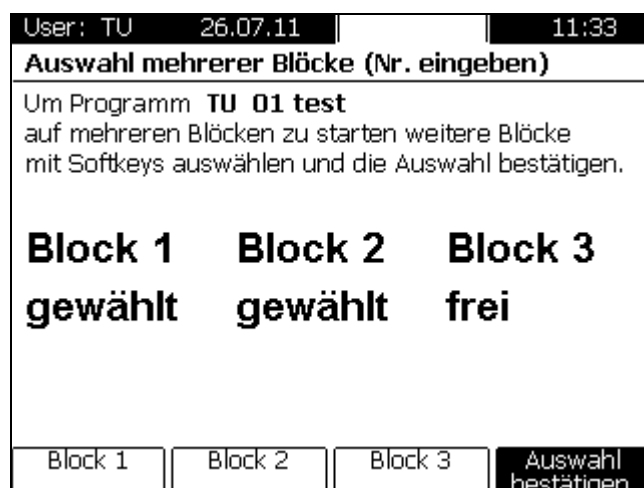 User: TU 26.07.11 11:33
Auswahl mehrerer Blöcke (Nr. eingeben)
Um Programm TU 01 test
auf mehreren Blöcken zu starten weitere Blöcke
mit Softkeys auswählen und die Auswahl bestätigen.
Block 1 Block 2 Block 3
gewählt gewählt frei
Block 1 Block 2 Block 3 Auswahl
bestätigen